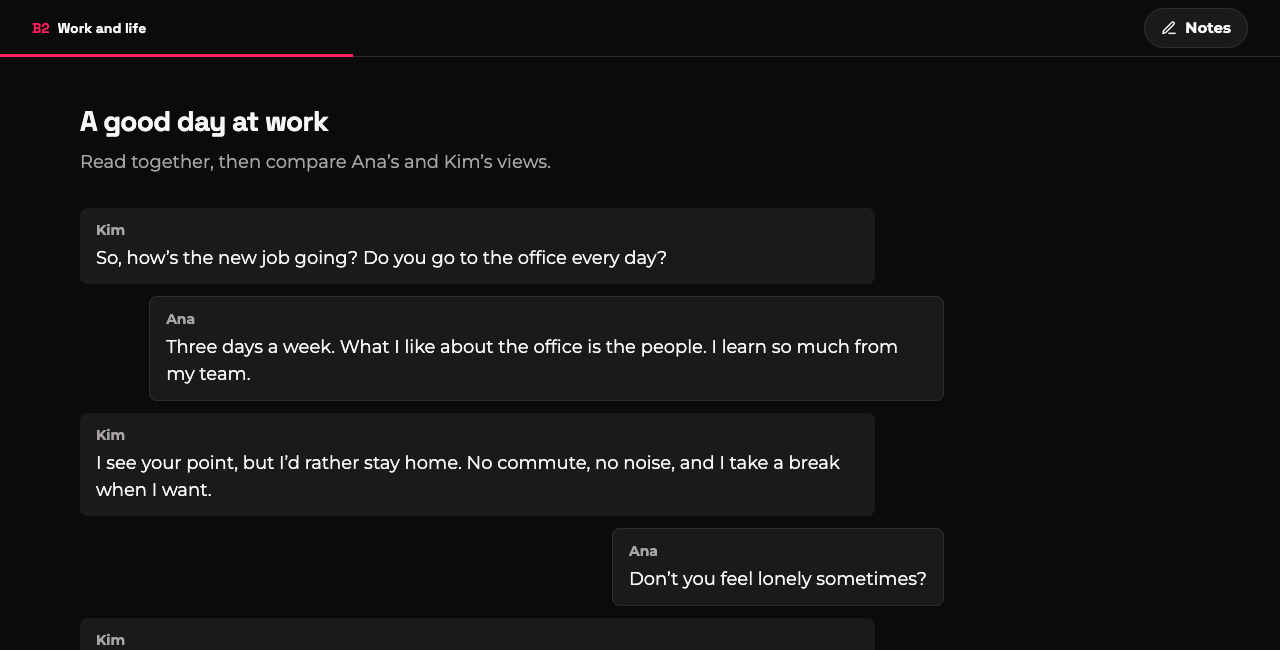 B2 Work and life
Notes
A good day at work
Read together, then compare Ana’s and Kim’s views.
Kim
So, how’s the new job going? Do you go to the office every day?
Ana
Three days a week. What I like about the office is the people. I learn so much from
my team.
Kim
I see your point, but I’d rather stay home. No commute, no noise, and I take a break
when I want.
Ana
Don’t you feel lonely sometimes?
Kim